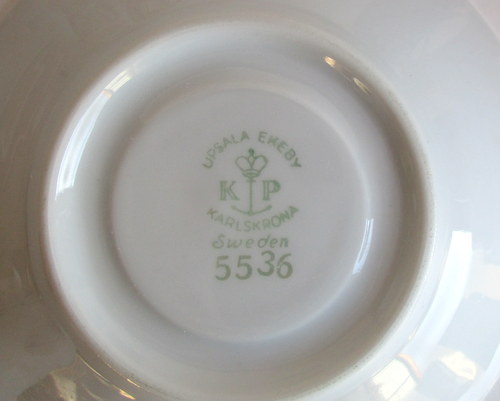 UPSALA EKEBY
K P
KARLSKRONA
Sweden
5536